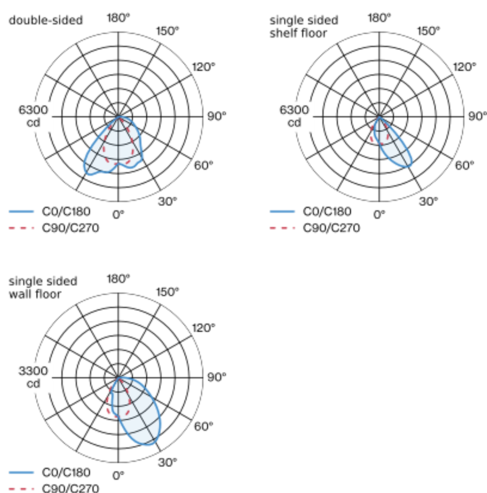 double-sided
180°
150°
120°
90°
60°
30°
0°
6300
cd
C0/C180
C90/C270
single sided
shelf floor
180°
150°
120°
90°
60°
30°
0°
6300
cd
C0/C180
C90/C270
single sided
wall floor
180°
150°
120°
90°
60°
30°
0°
3300
cd
C0/C180
C90/C270